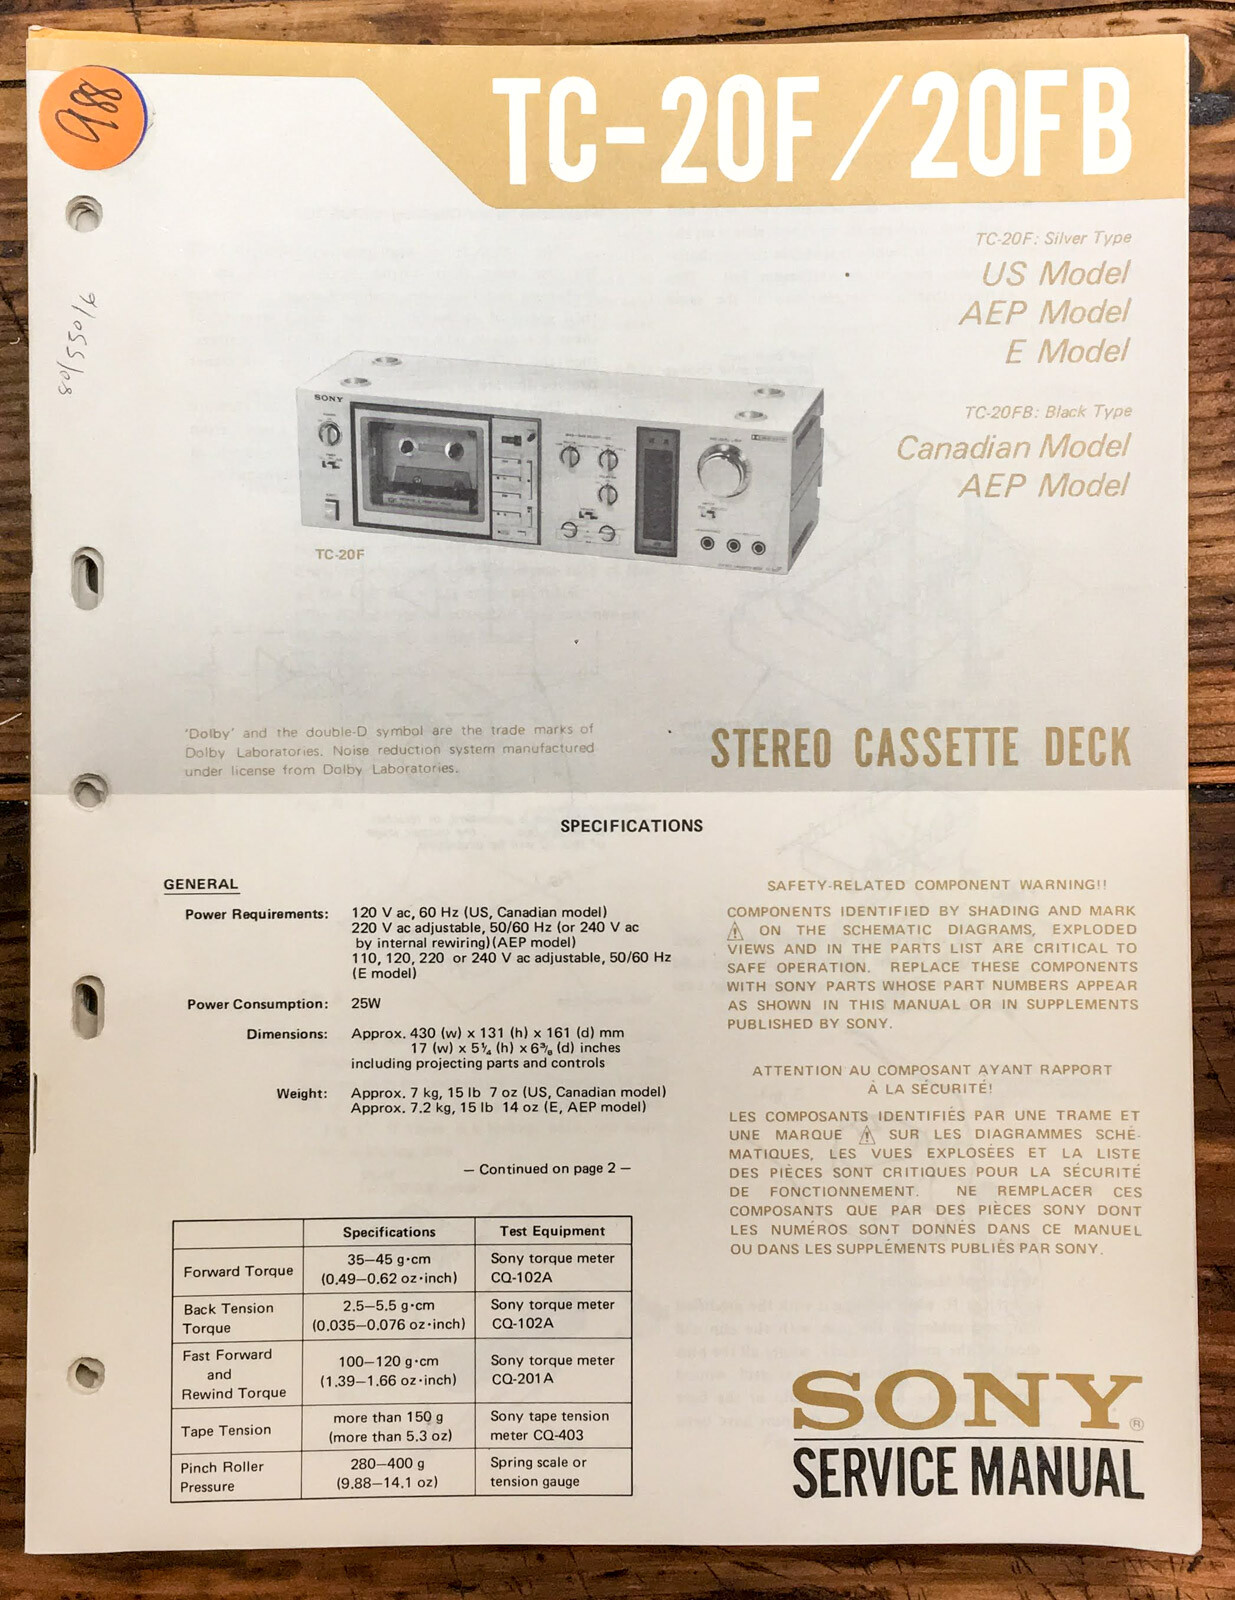 TC-20F/20FB
988
80/550/6
TC-20F: Silver Type
US Model
AEP Model
E Model
TC-20FB: Black Type
Canadian Model
AEP Model
SONY
TC-20F
'Dolby' and the double-D symbol are the trade marks of
Dolby Laboratories. Noise reduction system manufactured
under license from Dolby Laboratories.
STEREO CASSETTE DECK
SPECIFICATIONS
GENERAL
Power Requirements: 120 V ac, 60 Hz (US, Canadian model)
220 V ac adjustable, 50/60 Hz (or 240 V ac
by internal rewiring)(AEP model)
110, 120, 220 or 240 V ac adjustable, 50/60 Hz
(E model)
Power Consumption: 25W
Dimensions: Approx. 430 (w) x 131 (h) x 161 (d) mm
17 (w) x 5¼ (h) x 6⅜ (d) inches
including projecting parts and controls
Weight: Approx. 7 kg, 15 lb 7 oz (US, Canadian model)
Approx. 7.2 kg, 15 lb 14 oz (E, AEP model)
— Continued on page 2 —
Specifications Test Equipment
Forward Torque 35—45 g·cm Sony torque meter
(0.49—0.62 oz·inch) CQ-102A
Back Tension 2.5—5.5 g·cm Sony torque meter
Torque (0.035—0.076 oz·inch) CQ-102A
Fast Forward
and 100—120 g·cm Sony torque meter
Rewind Torque (1.39—1.66 oz·inch) CQ-201A
Tape Tension more than 150 g Sony tape tension
(more than 5.3 oz) meter CQ-403
Pinch Roller 280—400 g Spring scale or
Pressure (9.88—14.1 oz) tension gauge
SAFETY-RELATED COMPONENT WARNING!!
COMPONENTS IDENTIFIED BY SHADING AND MARK
⚠ ON THE SCHEMATIC DIAGRAMS, EXPLODED
VIEWS AND IN THE PARTS LIST ARE CRITICAL TO
SAFE OPERATION. REPLACE THESE COMPONENTS
WITH SONY PARTS WHOSE PART NUMBERS APPEAR
AS SHOWN IN THIS MANUAL OR IN SUPPLEMENTS
PUBLISHED BY SONY.
ATTENTION AU COMPOSANT AYANT RAPPORT
À LA SÉCURITÉ!
LES COMPOSANTS IDENTIFIÉS PAR UNE TRAME ET
UNE MARQUE ⚠ SUR LES DIAGRAMMES SCHÉ-
MATIQUES, LES VUES EXPLOSÉES ET LA LISTE
DES PIÈCES SONT CRITIQUES POUR LA SÉCURITÉ
DE FONCTIONNEMENT. NE REMPLACER CES
COMPOSANTS QUE PAR DES PIÈCES SONY DONT
LES NUMÉROS SONT DONNÉS DANS CE MANUEL
OU DANS LES SUPPLÉMENTS PUBLIÉS PAR SONY.
SONY®
SERVICE MANUAL